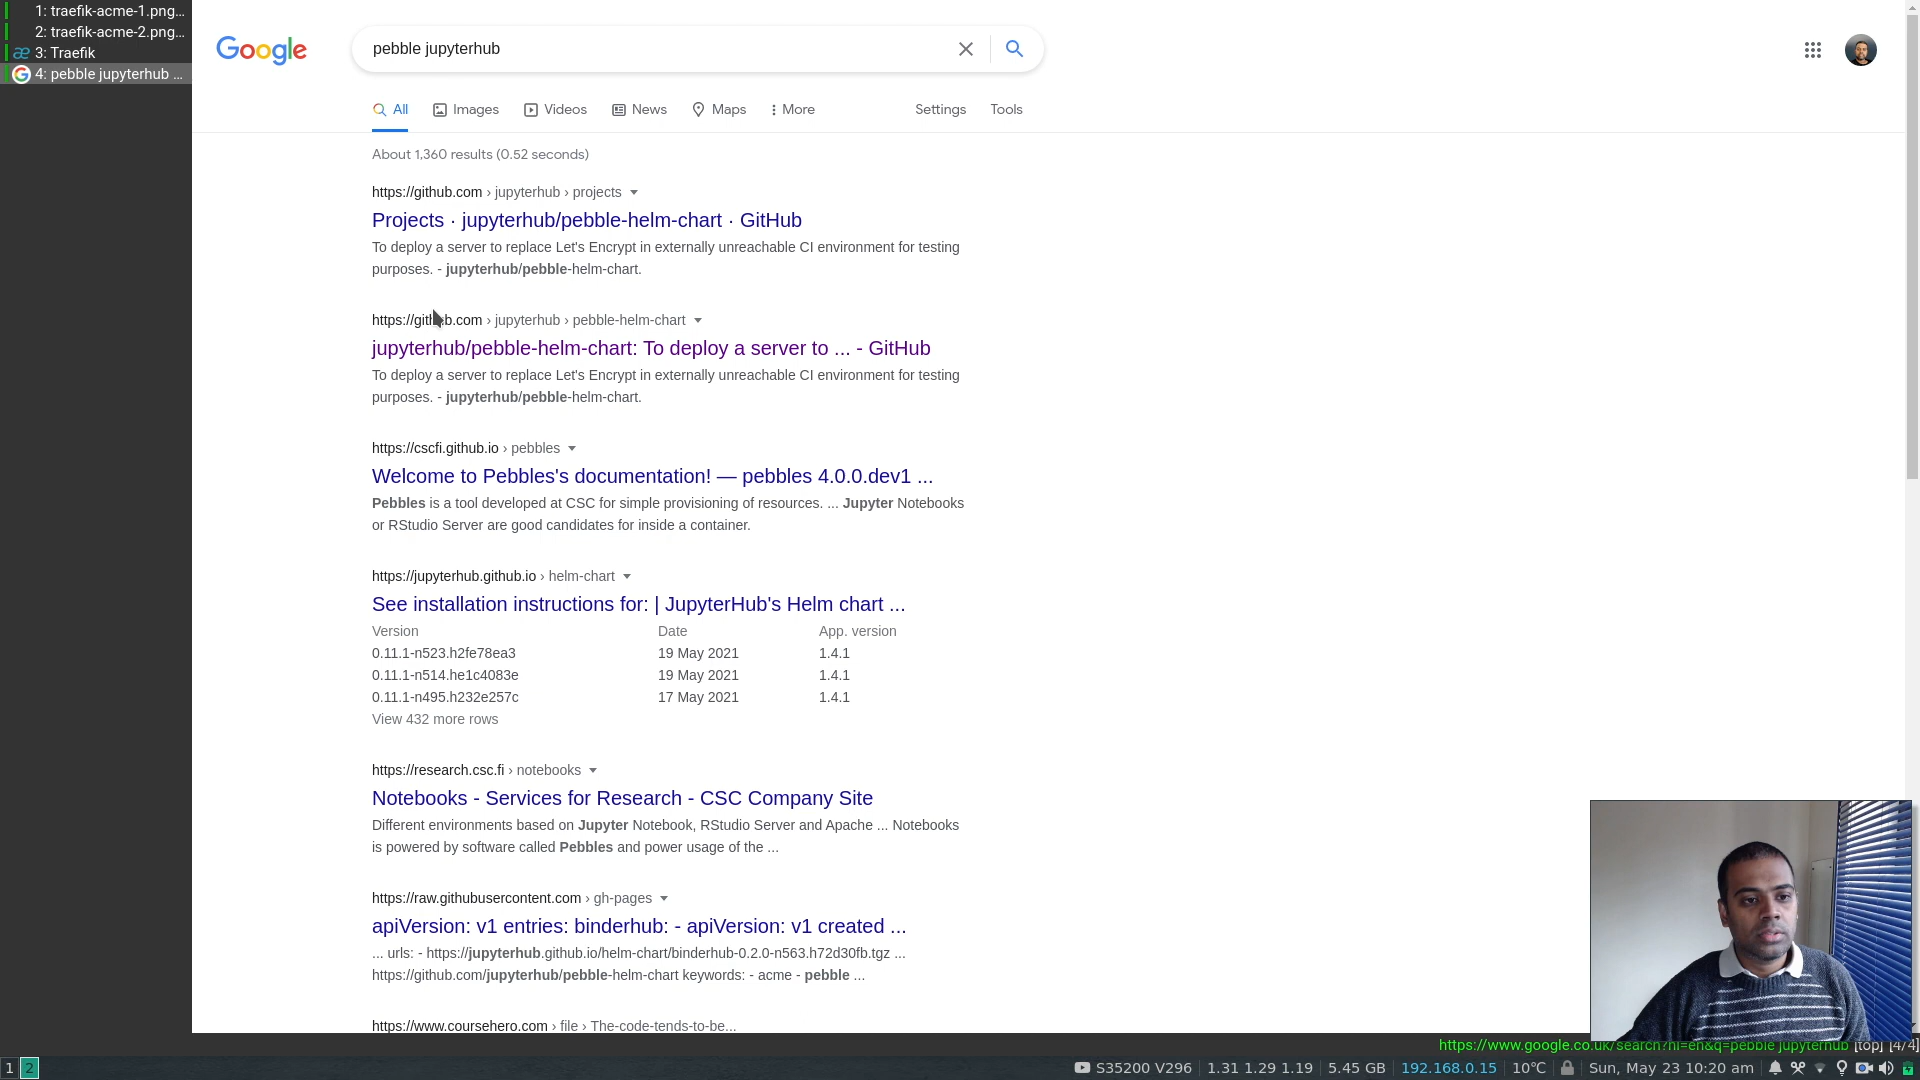 1: traefik-acme-1.png...
2: traefik-acme-2.png...
3: Traefik
4: pebble jupyterhub ...
Google
pebble jupyterhub
All Images Videos News Maps More Settings Tools
About 1,360 results (0.52 seconds)
https://github.com › jupyterhub › projects
Projects · jupyterhub/pebble-helm-chart · GitHub
To deploy a server to replace Let's Encrypt in externally unreachable CI environment for testing
purposes. - jupyterhub/pebble-helm-chart.
https://github.com › jupyterhub › pebble-helm-chart
jupyterhub/pebble-helm-chart: To deploy a server to ... - GitHub
To deploy a server to replace Let's Encrypt in externally unreachable CI environment for testing
purposes. - jupyterhub/pebble-helm-chart.
https://cscfi.github.io › pebbles
Welcome to Pebbles's documentation! — pebbles 4.0.0.dev1 ...
Pebbles is a tool developed at CSC for simple provisioning of resources. ... Jupyter Notebooks
or RStudio Server are good candidates for inside a container.
https://jupyterhub.github.io › helm-chart
See installation instructions for: | JupyterHub's Helm chart ...
Version Date App. version
0.11.1-n523.h2fe78ea3 19 May 2021 1.4.1
0.11.1-n514.he1c4083e 19 May 2021 1.4.1
0.11.1-n495.h232e257c 17 May 2021 1.4.1
View 432 more rows
https://research.csc.fi › notebooks
Notebooks - Services for Research - CSC Company Site
Different environments based on Jupyter Notebook, RStudio Server and Apache ... Notebooks
is powered by software called Pebbles and power usage of the ...
https://raw.githubusercontent.com › gh-pages
apiVersion: v1 entries: binderhub: - apiVersion: v1 created ...
... urls: - https://jupyterhub.github.io/helm-chart/binderhub-0.2.0-n563.h72d30fb.tgz ...
https://github.com/jupyterhub/pebble-helm-chart keywords: - acme - pebble ...
https://www.coursehero.com › file › The-code-tends-to-be...
https://www.google.co.uk/search?hl=en&q=pebble jupyterhub [top] [4/4]
1 2 S35200 V296 1.31 1.29 1.19 5.45 GB 192.168.0.15 10°C Sun, May 23 10:20 am